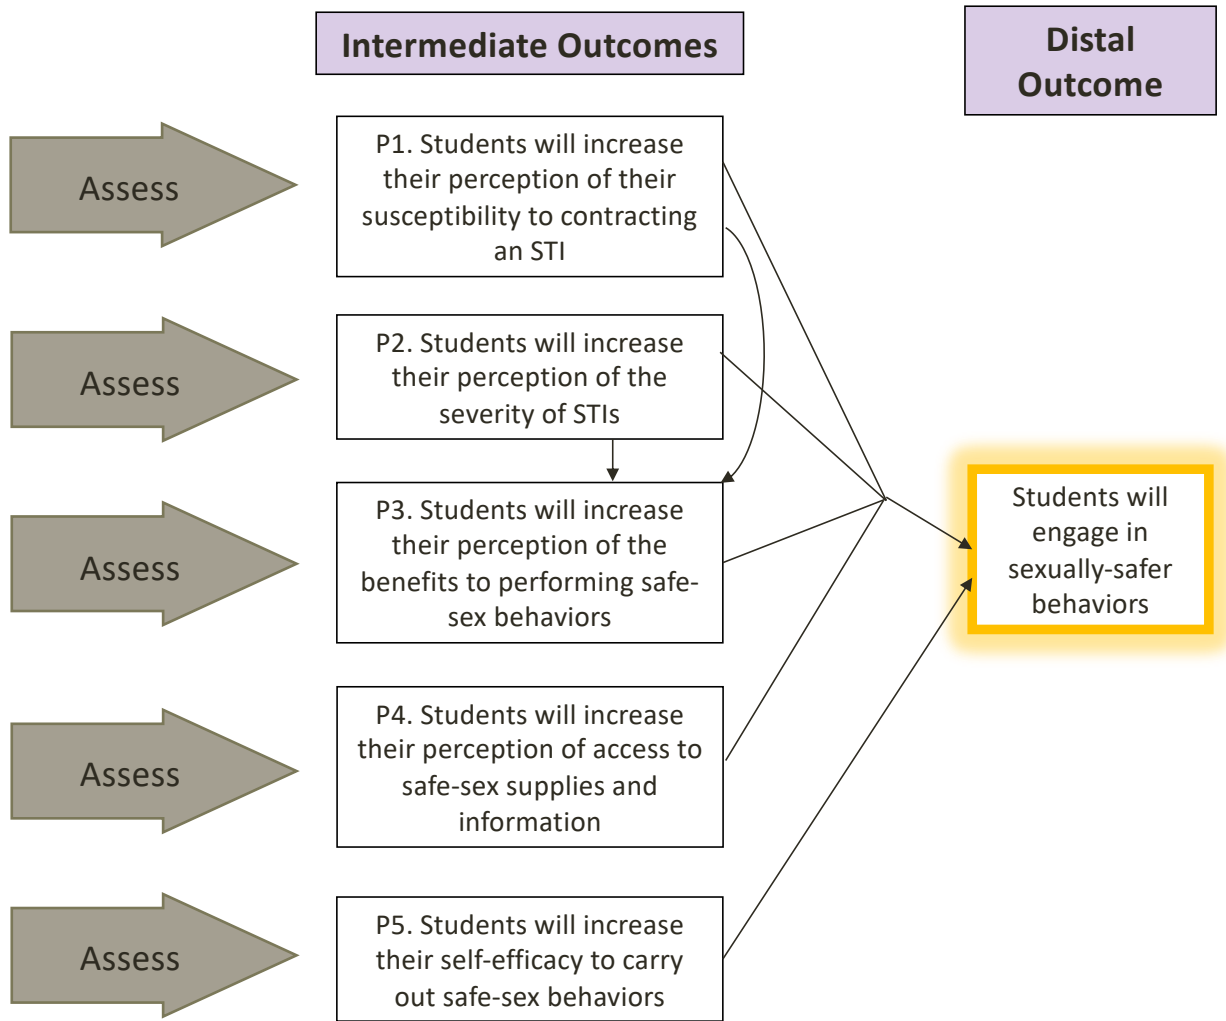 Intermediate Outcomes
Distal
Outcome
Assess
P1. Students will increase
their perception of their
susceptibility to contracting
an STI
Assess
P2. Students will increase
their perception of the
severity of STIs
Assess
P3. Students will increase
their perception of the
benefits to performing safe-
sex behaviors
Students will
engage in
sexually-safer
behaviors
Assess
P4. Students will increase
their perception of access to
safe-sex supplies and
information
Assess
P5. Students will increase
their self-efficacy to carry
out safe-sex behaviors